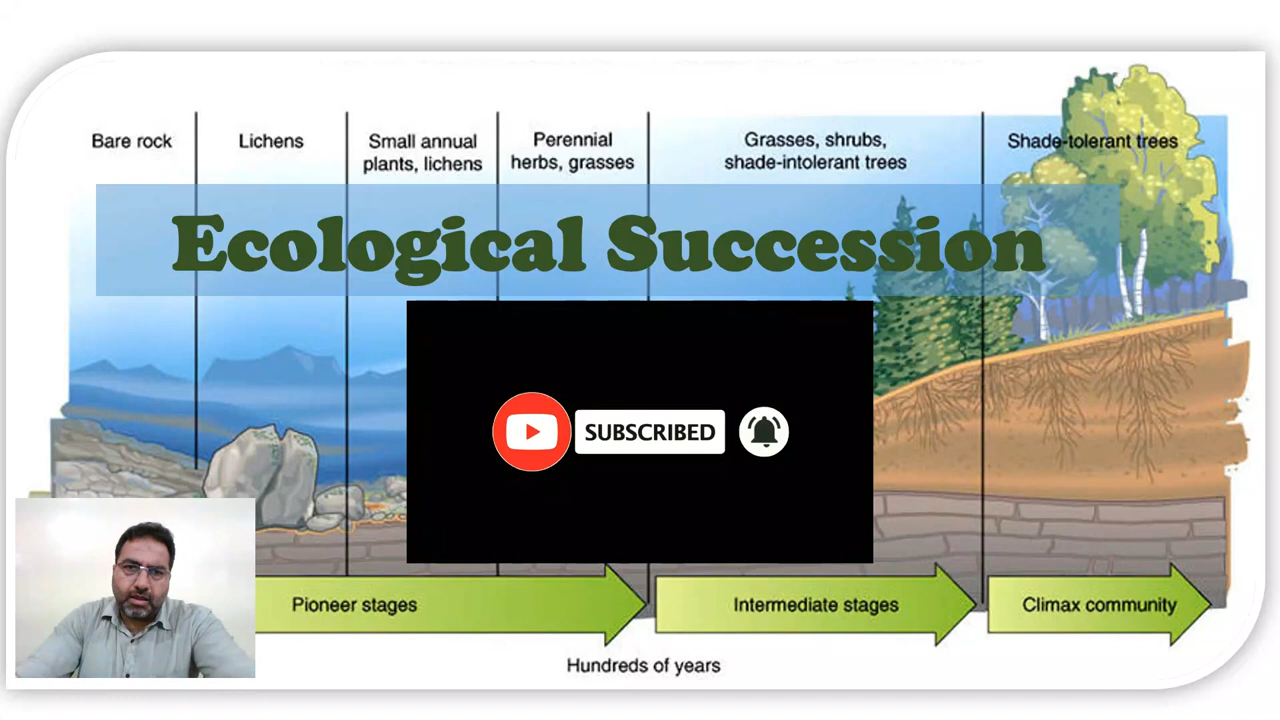 Bare rock
Lichens
Small annual
plants, lichens
Perennial
herbs, grasses
Grasses, shrubs,
shade-intolerant trees
Shade-tolerant trees
Ecological Succession
SUBSCRIBED
Pioneer stages
Intermediate stages
Climax community
Hundreds of years